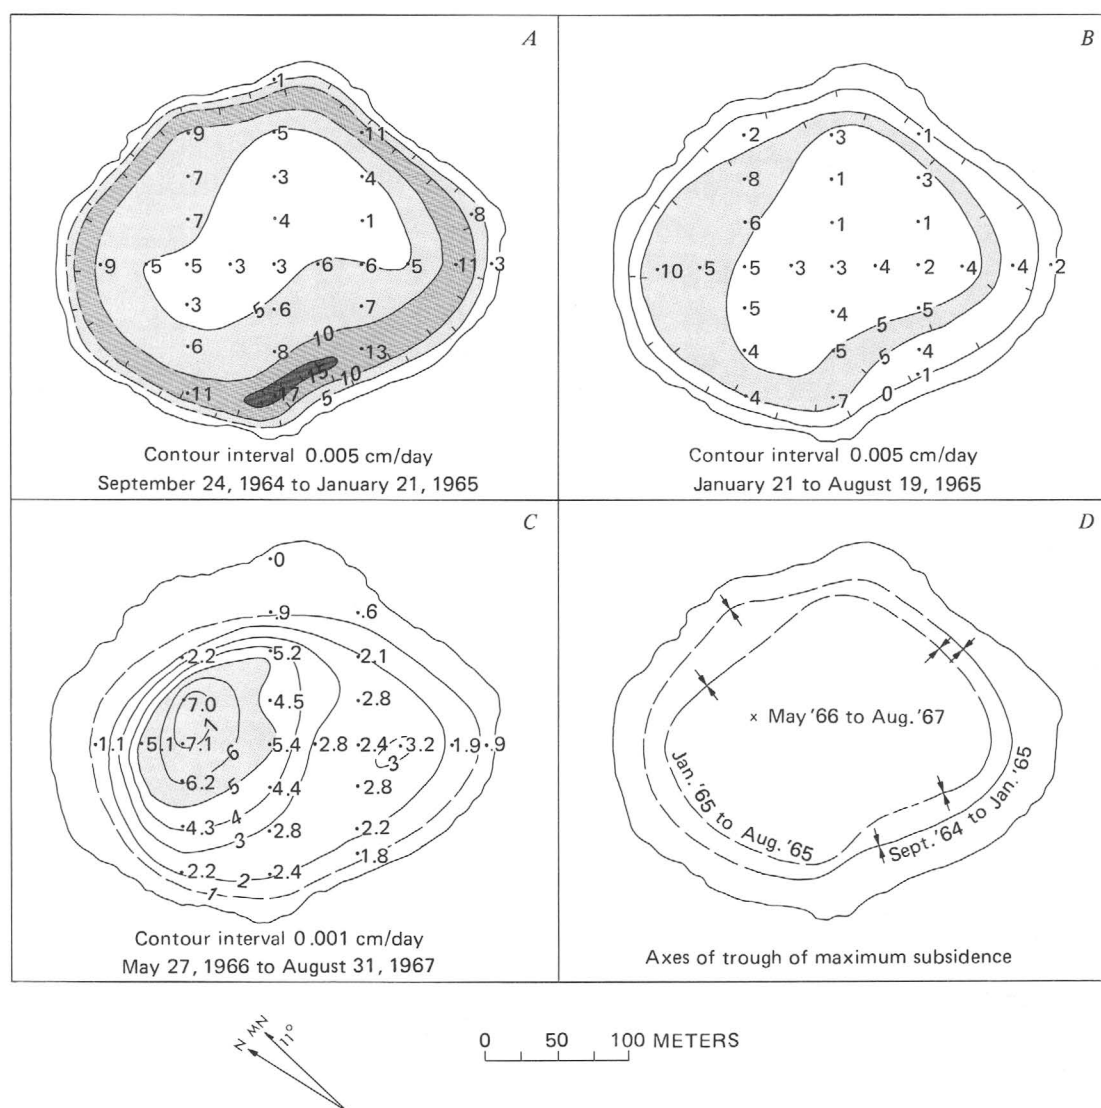 A
·1
·9 ·5 ·11
·7 ·3 ·4
·7 ·4 ·1 ·8
·9 ·5 ·5 ·3 ·3 ·6 ·6 ·5 ·11 ·3
·3 5 ·6 ·7
·6 ·8 10 ·13
·11 ·17 15 10
5
Contour interval 0.005 cm/day
September 24, 1964 to January 21, 1965
B
·2 ·3 ·1
·8 ·1 ·3
·6 ·1 ·1
·10 ·5 ·5 ·3 ·3 ·4 ·2 ·4 ·4 ·2
·5 ·4 5 ·5
·4 ·5 5 ·4
·4 ·7 0 ·1
Contour interval 0.005 cm/day
January 21 to August 19, 1965
C
·0
·.9 ·.6
·2.2 ·5.2 ·2.1
·7.0 ·4.5 ·2.8
7
·1.1 ·5.1 ·7.1 6 ·5.4 ·2.8 ·2.4 ·3.2 ·1.9 ·.9
3
·6.2 5 ·4.4 ·2.8
·4.3 4 3 ·2.8 ·2.2
·2.2 2 ·2.4 ·1.8
1
Contour interval 0.001 cm/day
May 27, 1966 to August 31, 1967
D
x May '66 to Aug. '67
Jan. '65 to Aug. '65
Sept. '64 to Jan. '65
Axes of trough of maximum subsidence
N MN
11°
0 50 100 METERS